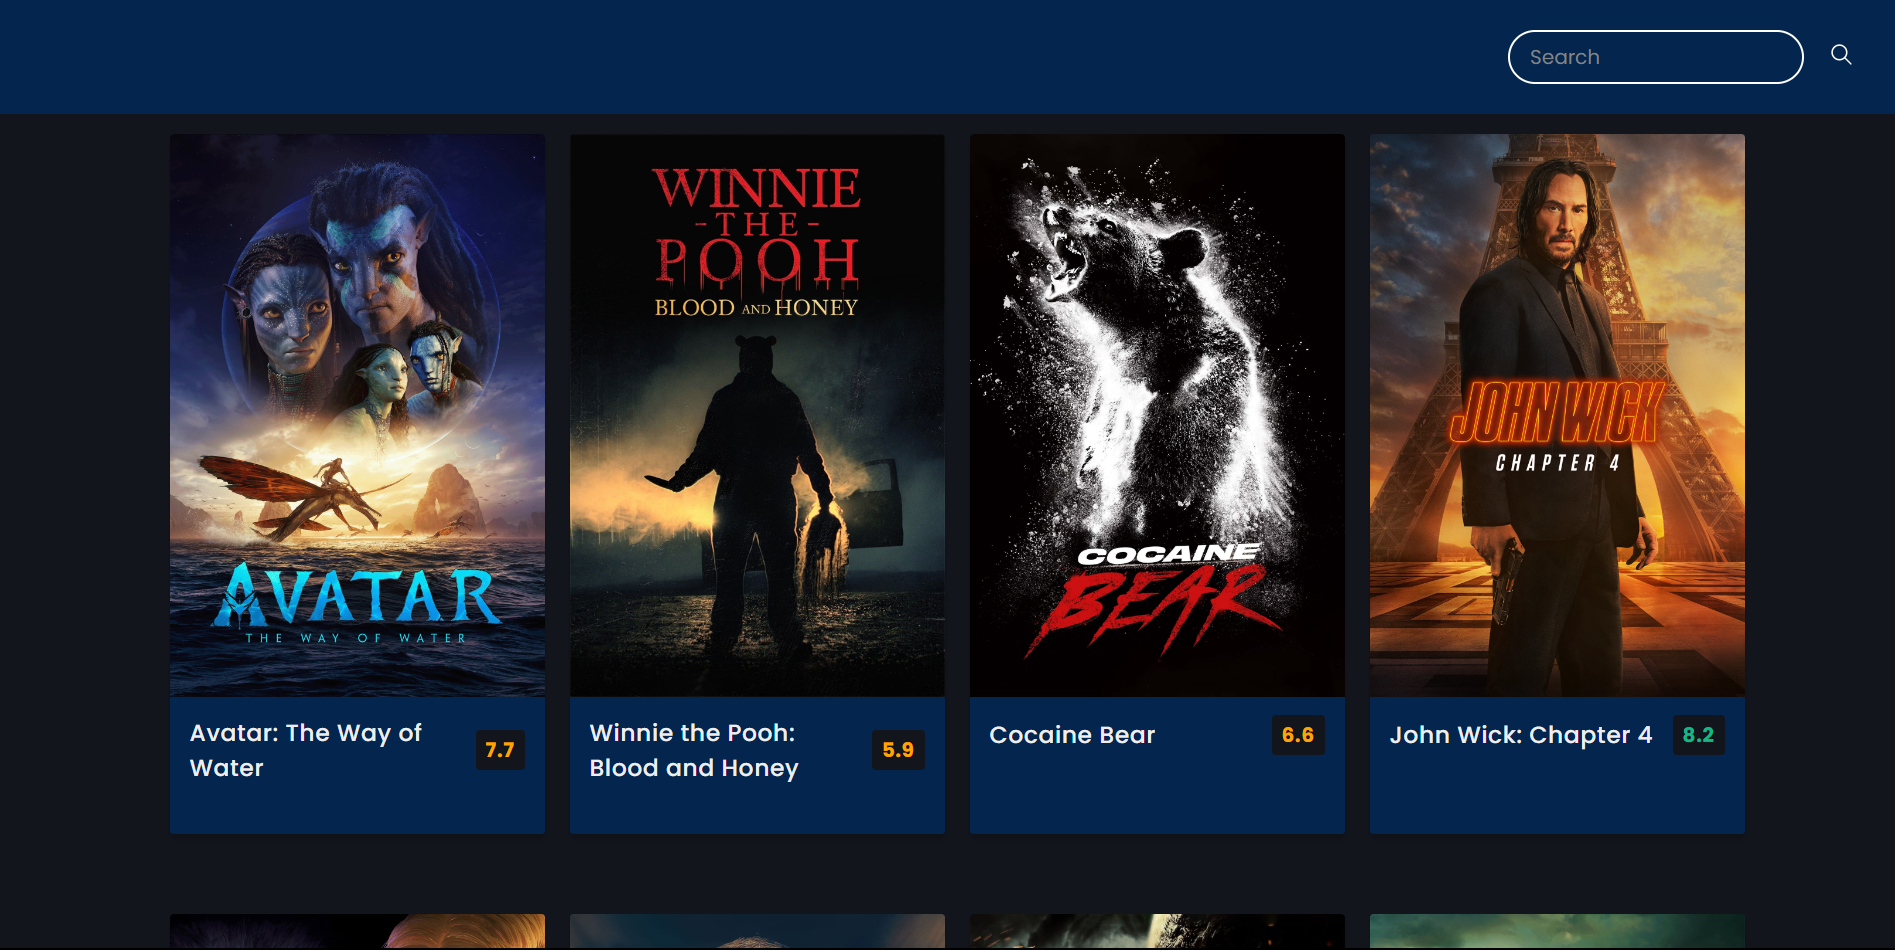 Search
WINNIE
-THE-
POOH
BLOOD AND HONEY
AVATAR
THE WAY OF WATER
COCAINE
BEAR
JOHN WICK
CHAPTER 4
Avatar: The Way of
Water
7.7
Winnie the Pooh:
Blood and Honey
5.9
Cocaine Bear
6.6
John Wick: Chapter 4
8.2